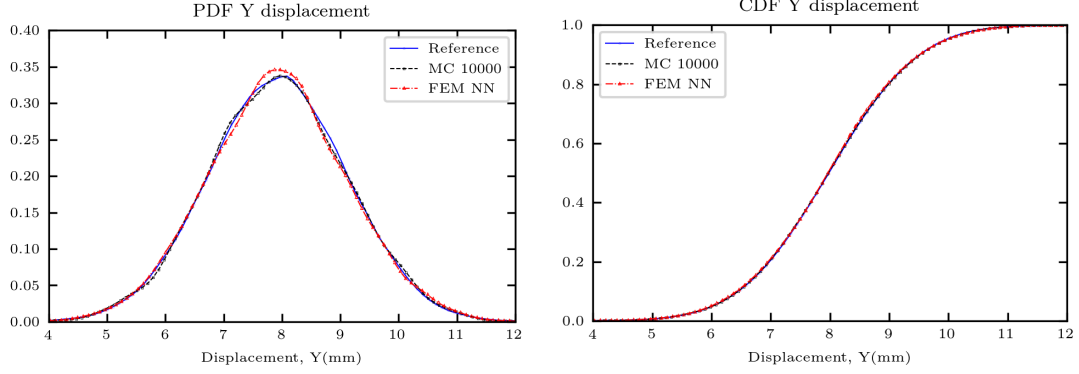 PDF Y displacement
0.40
0.35
0.30
0.25
0.20
0.15
0.10
0.05
0.00
Reference
MC 10000
FEM NN
4 5 6 7 8 9 10 11 12
Displacement, Y(mm)
CDF Y displacement
1.0
0.8
0.6
0.4
0.2
0.0
Reference
MC 10000
FEM NN
4 5 6 7 8 9 10 11 12
Displacement, Y(mm)